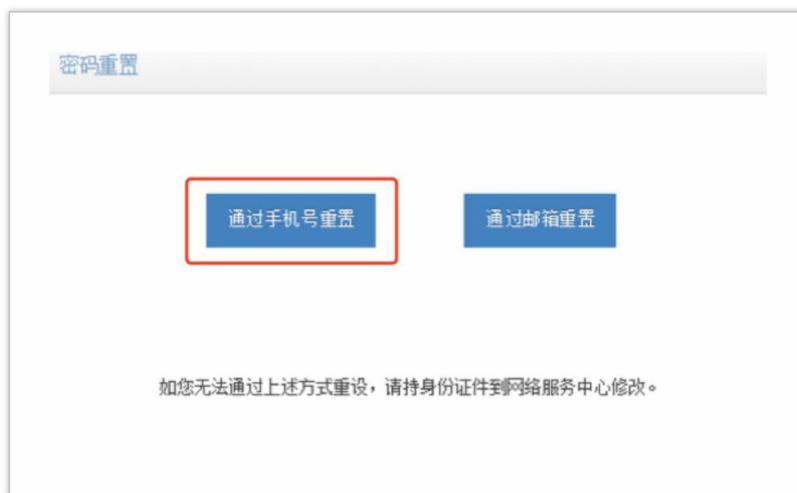 密码重置
通过手机号重置 通过邮箱重置
如您无法通过上述方式重设，请持身份证件到网络服务中心修改。